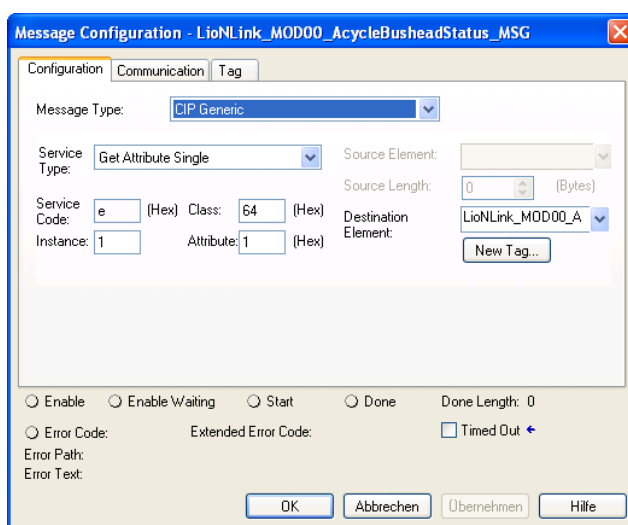 Message Configuration - LioNLink_MOD00_AcycleBusheadStatus_MSG
Configuration Communication Tag
Message Type: CIP Generic
Service Type: Get Attribute Single Source Element:
Source Length: 0 (Bytes)
Service Code: e (Hex) Class: 64 (Hex) Destination Element: LioNLink_MOD00_A
Instance: 1 Attribute: 1 (Hex) New Tag...
Enable Enable Waiting Start Done Done Length: 0
Error Code: Extended Error Code: Timed Out
Error Path:
Error Text:
OK Abbrechen Übernehmen Hilfe